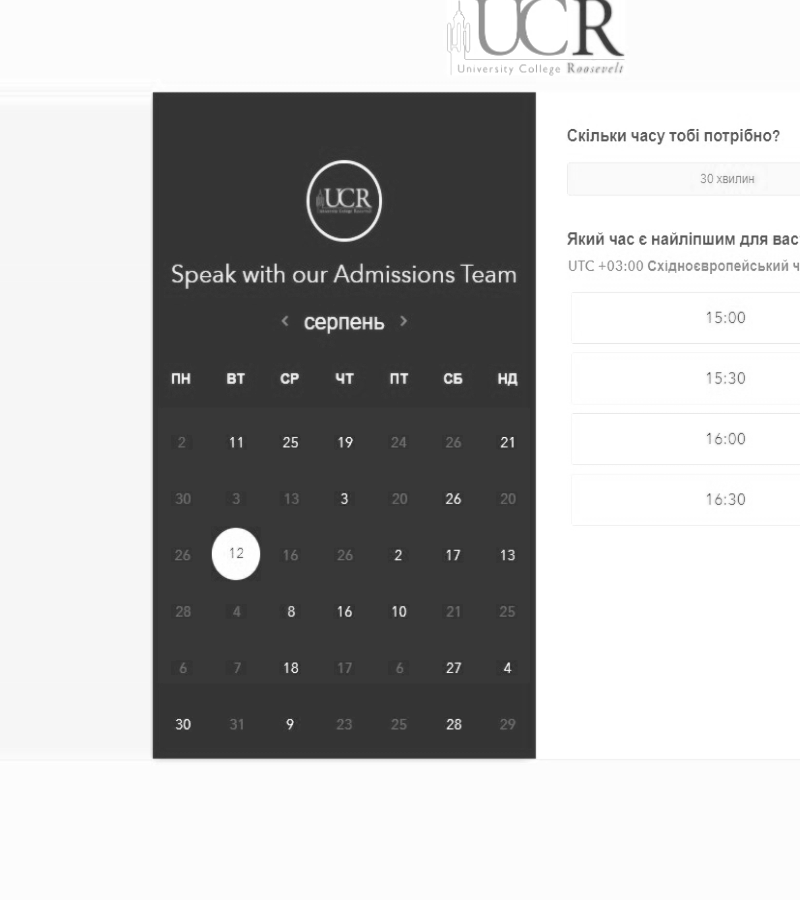 UCR
University College Roosevelt
UCR
Speak with our Admissions Team
< серпень >
ПН ВТ СР ЧТ ПТ СБ НД
2 11 25 19 24 26 21
30 3 13 3 20 26 20
26 12 16 26 2 17 13
28 4 8 16 10 21 25
6 7 18 17 6 27 4
30 31 9 23 25 28 29
Скільки часу тобі потрібно?
30 хвилин
Який час є найліпшим для вас
UTC +03:00 Східноєвропейський ч
15:00
15:30
16:00
16:30